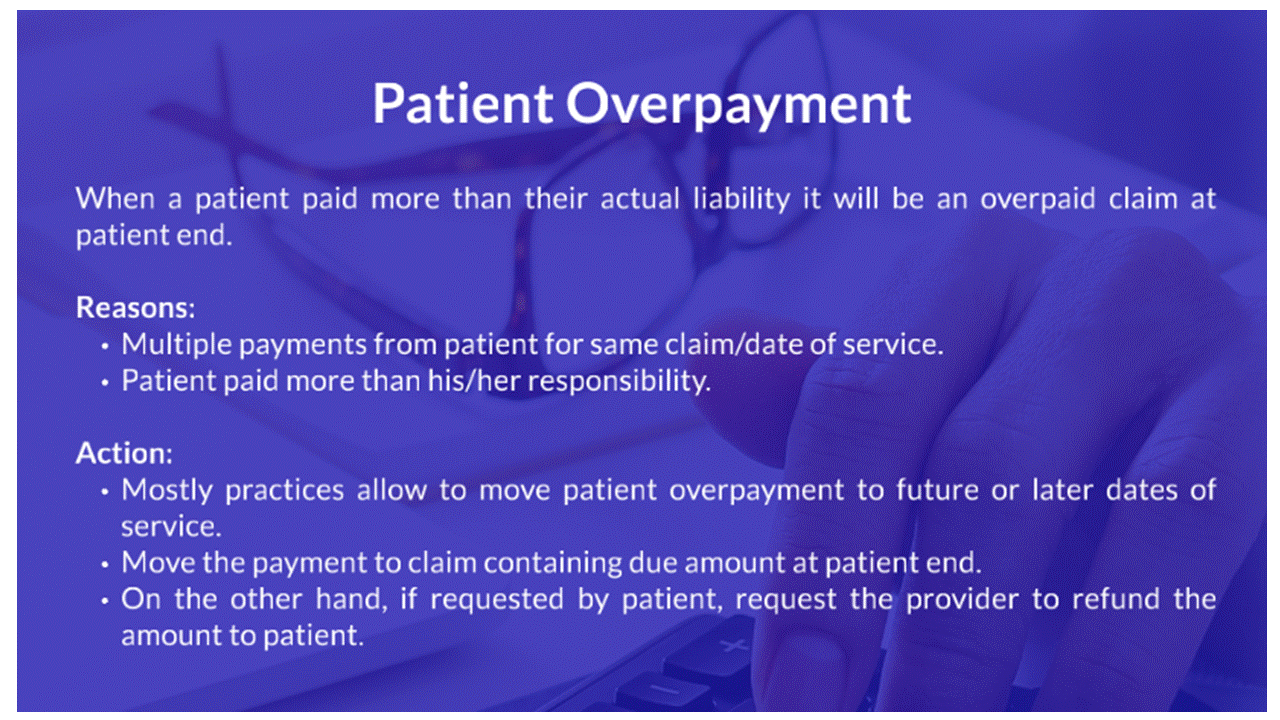 Patient Overpayment
When a patient paid more than their actual liability it will be an overpaid claim at
patient end.
Reasons:
• Multiple payments from patient for same claim/date of service.
• Patient paid more than his/her responsibility.
Action:
• Mostly practices allow to move patient overpayment to future or later dates of
service.
• Move the payment to claim containing due amount at patient end.
• On the other hand, if requested by patient, request the provider to refund the
amount to patient.